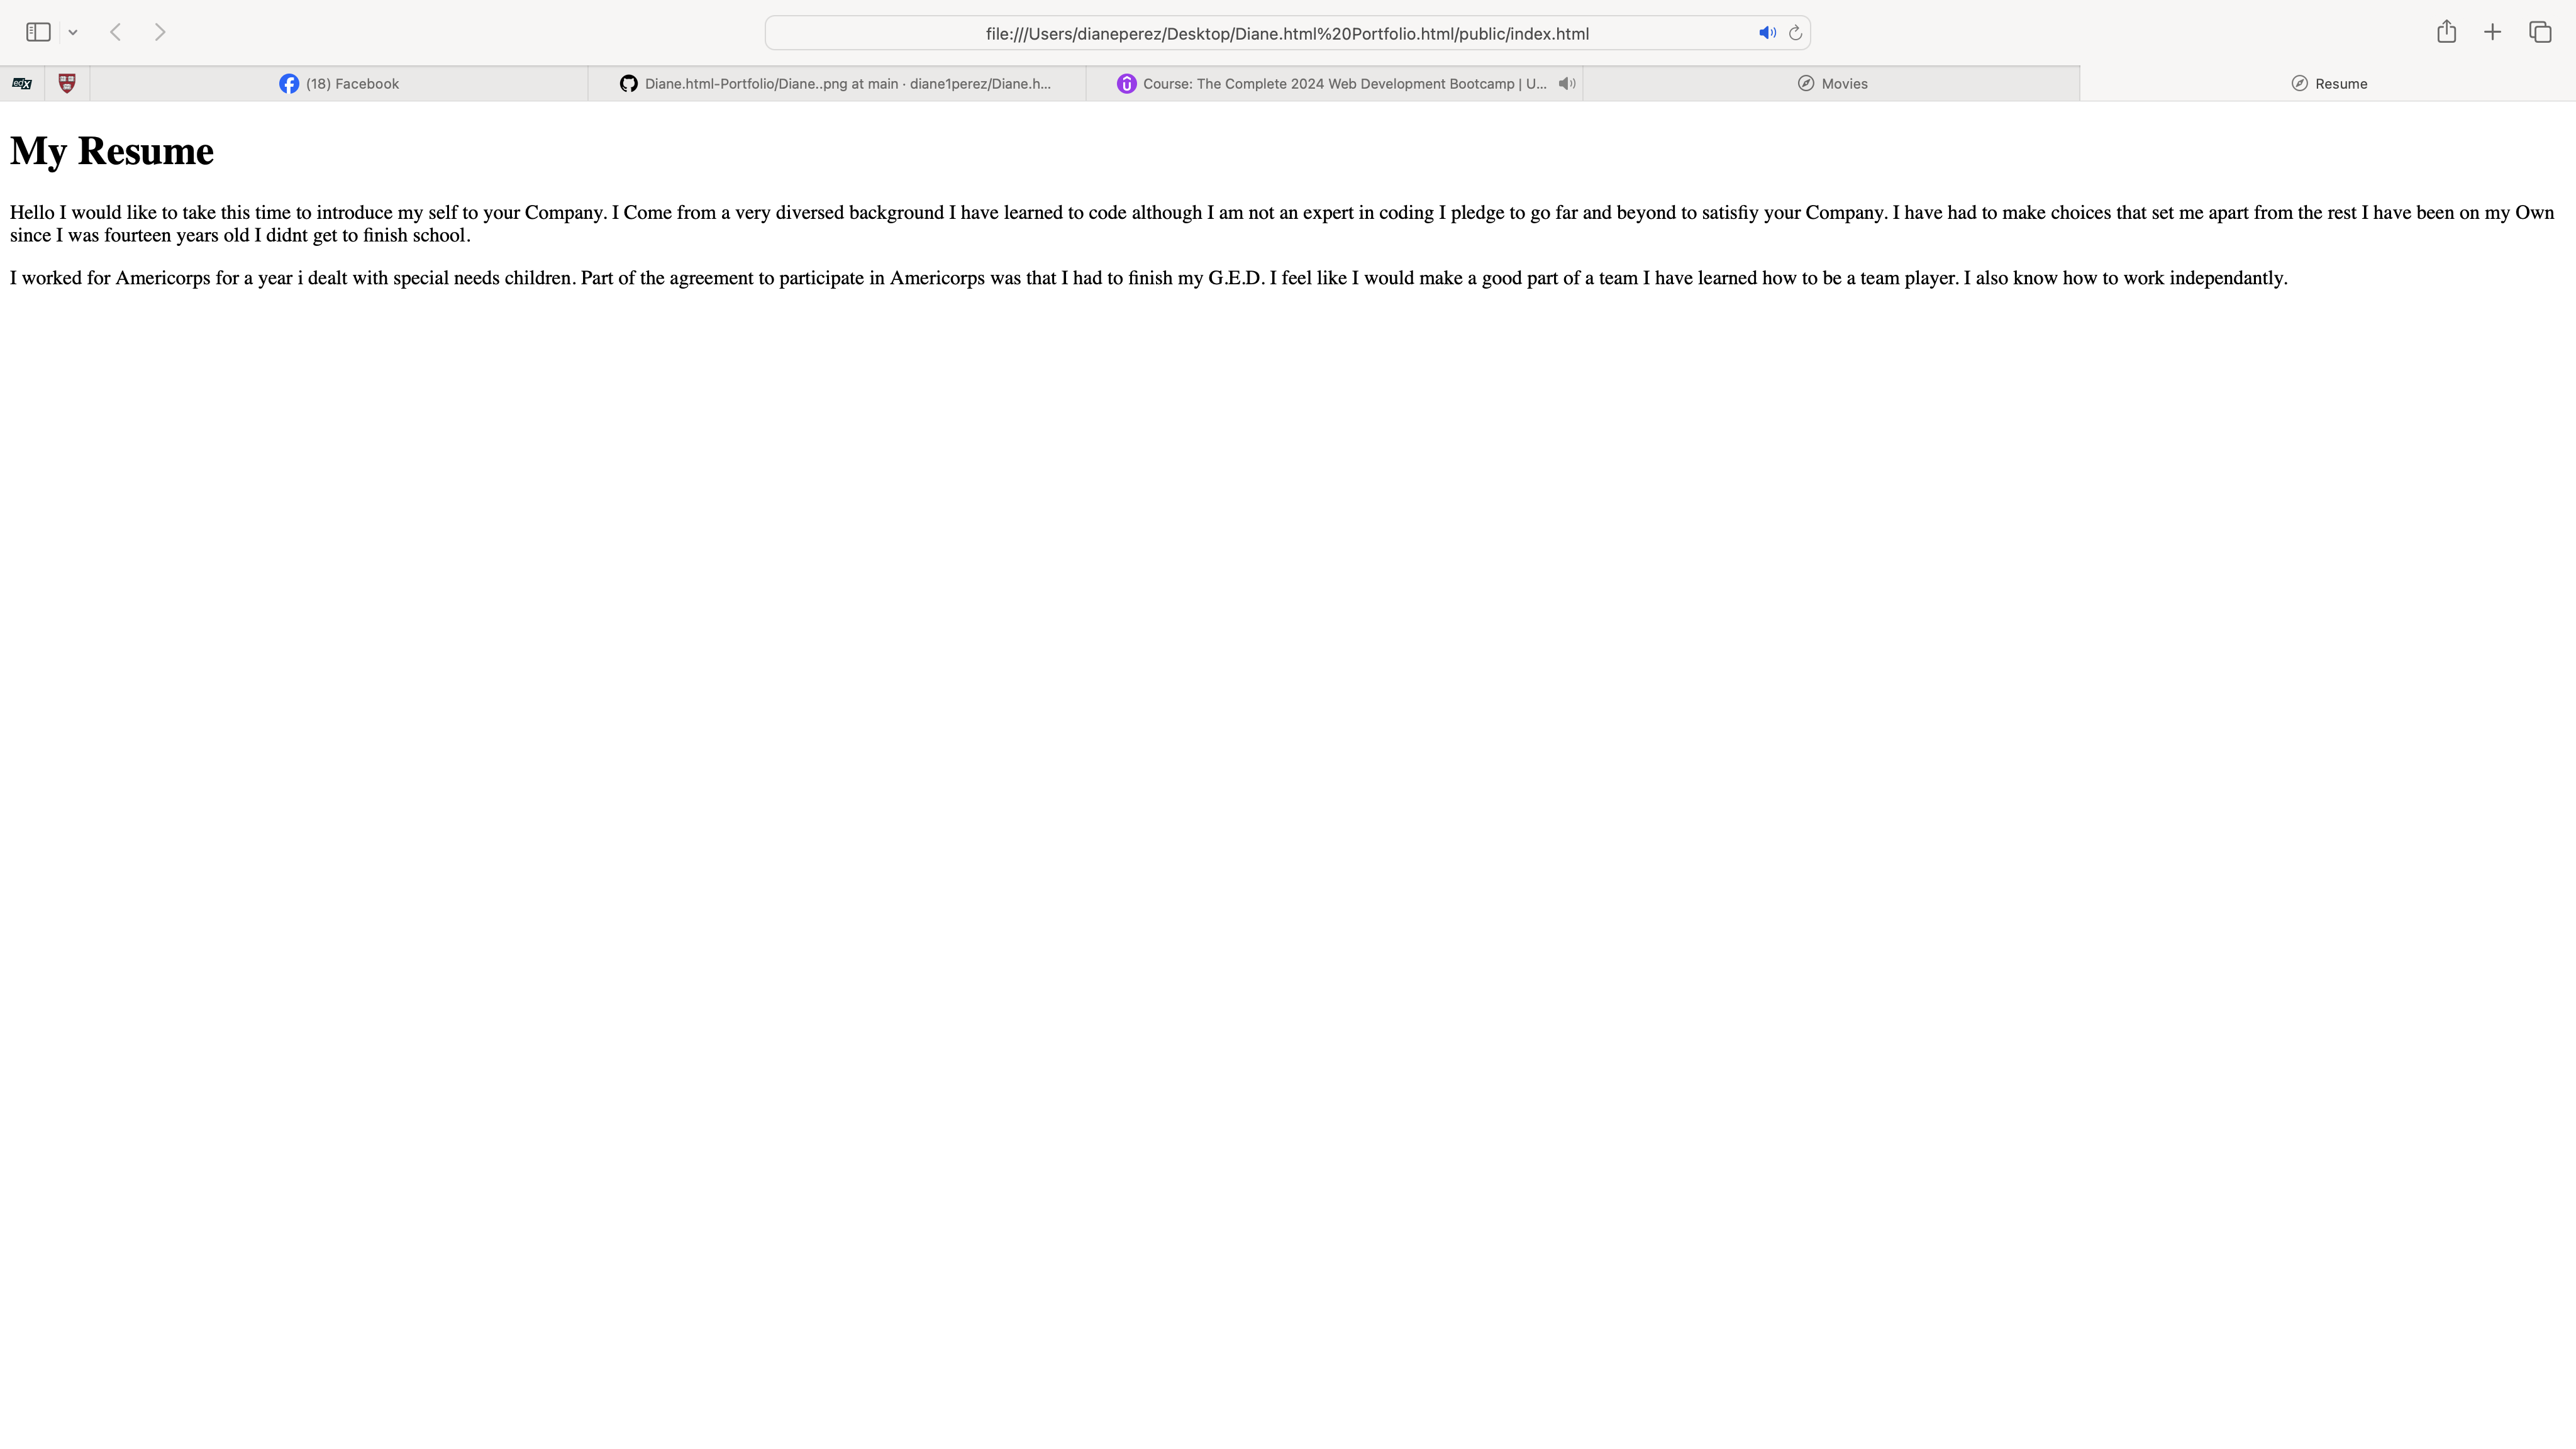 file:///Users/dianeperez/Desktop/Diane.html%20Portfolio.html/public/index.html
edX
(18) Facebook
Diane.html-Portfolio/Diane..png at main · diane1perez/Diane.h...
Course: The Complete 2024 Web Development Bootcamp | U...
Movies
Resume
My Resume
Hello I would like to take this time to introduce my self to your Company. I Come from a very diversed background I have learned to code although I am not an expert in coding I pledge to go far and beyond to satisfiy your Company. I have had to make choices that set me apart from the rest I have been on my Own
since I was fourteen years old I didnt get to finish school.
I worked for Americorps for a year i dealt with special needs children. Part of the agreement to participate in Americorps was that I had to finish my G.E.D. I feel like I would make a good part of a team I have learned how to be a team player. I also know how to work independantly.